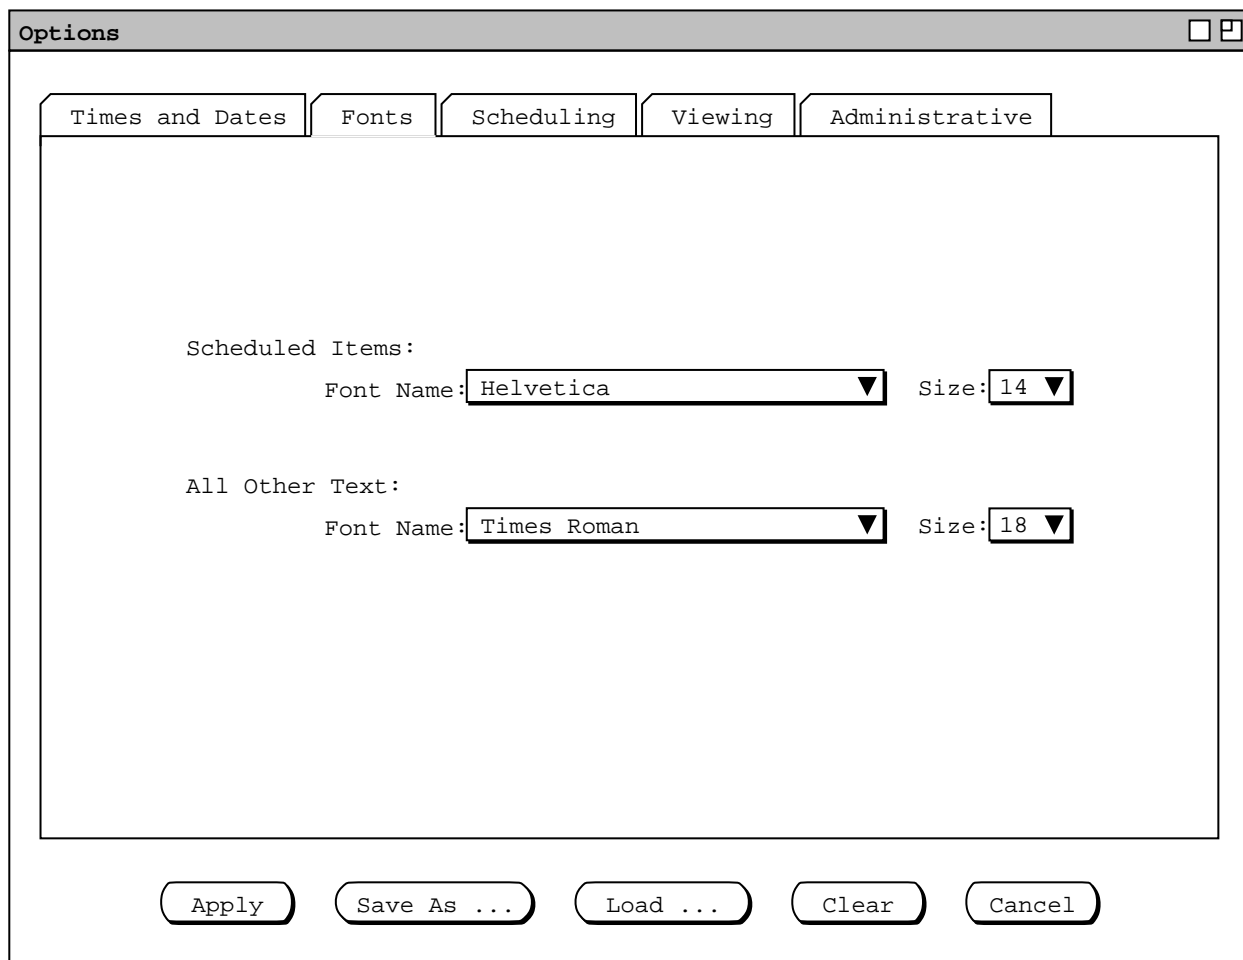 Options
Times and Dates Fonts Scheduling Viewing Administrative
Scheduled Items:
Font Name: Helvetica Size: 14
All Other Text:
Font Name: Times Roman Size: 18
Apply Save As ... Load ... Clear Cancel